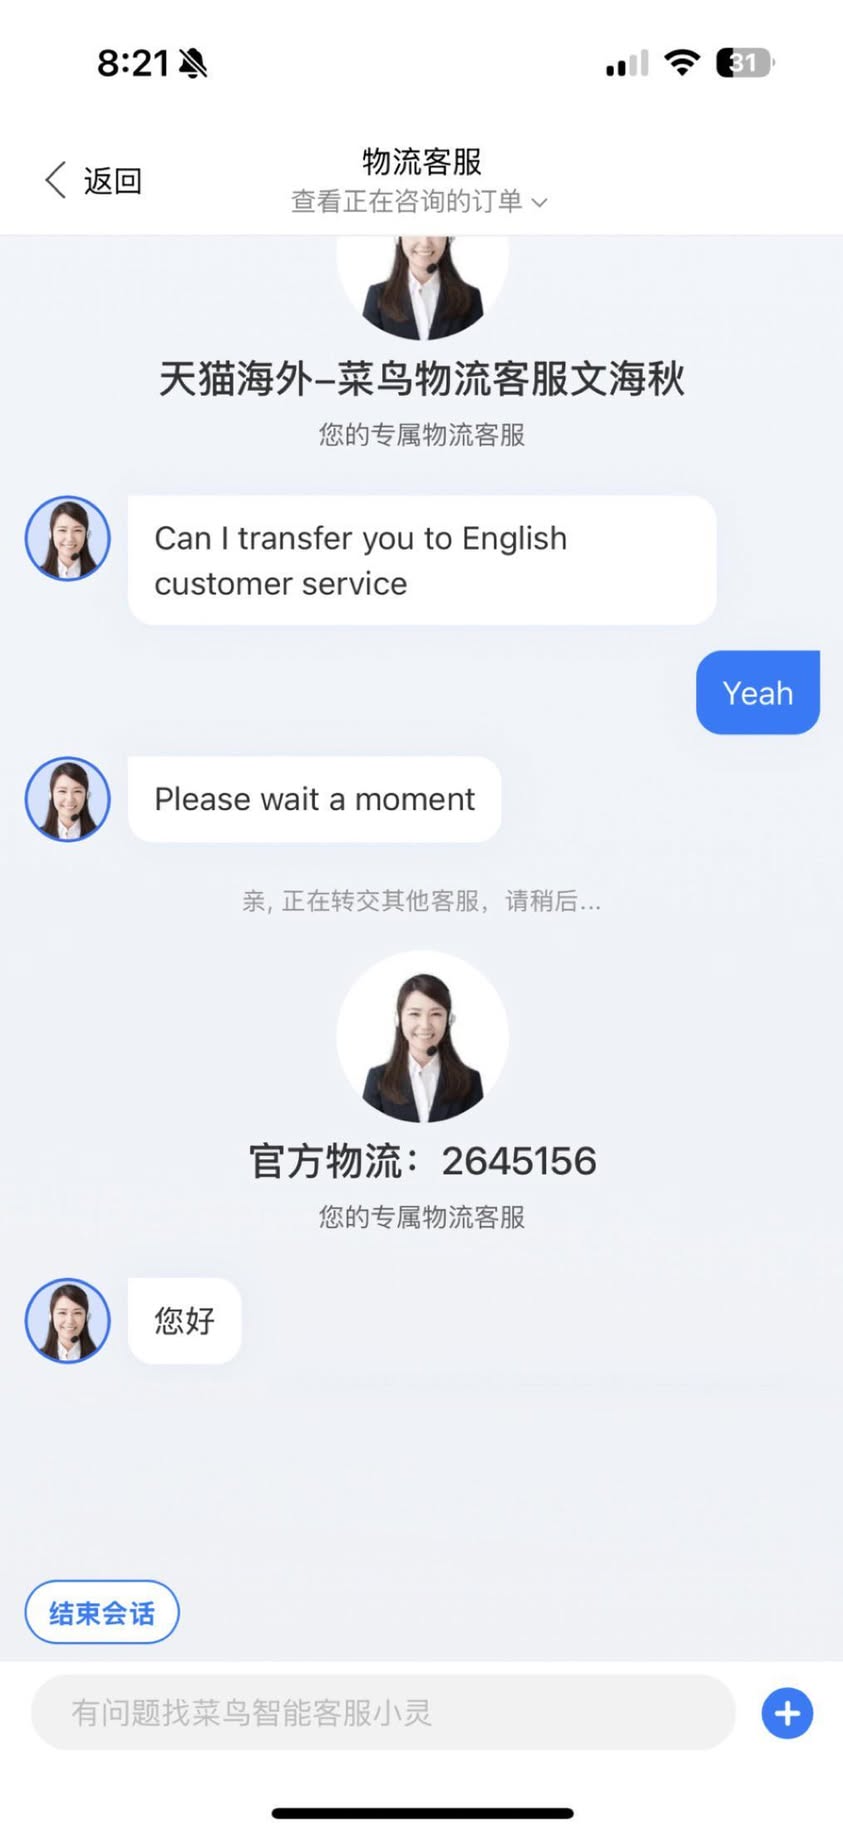 8:21
31
返回
物流客服
查看正在咨询的订单
天猫海外-菜鸟物流客服文海秋
您的专属物流客服
Can I transfer you to English
customer service
Yeah
Please wait a moment
亲, 正在转交其他客服，请稍后...
官方物流：2645156
您的专属物流客服
您好
结束会话
有问题找菜鸟智能客服小灵